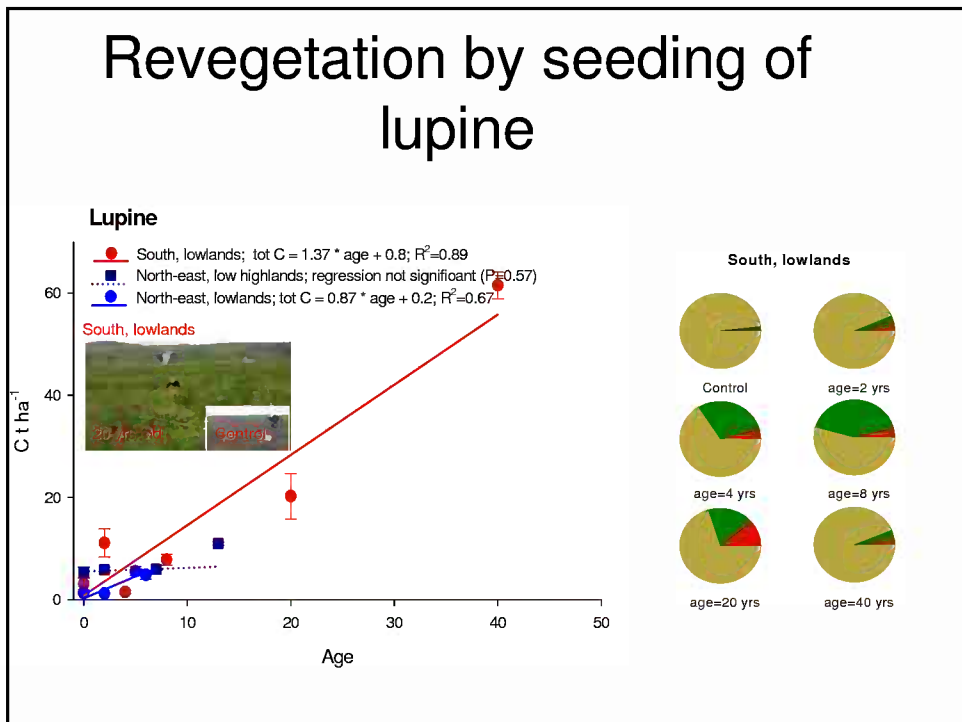 Revegetation by seeding of
lupine
Lupine
South, lowlands; tot C = 1.37 * age + 0.8; R²=0.89
North-east, low highlands; regression not significant (P=0.57)
North-east, lowlands; tot C = 0.87 * age + 0.2; R²=0.67
South, lowlands
Control
C t ha⁻¹
60
40
20
0
0 10 20 30 40 50
Age
South, lowlands
Control age=2 yrs
age=4 yrs age=8 yrs
age=20 yrs age=40 yrs